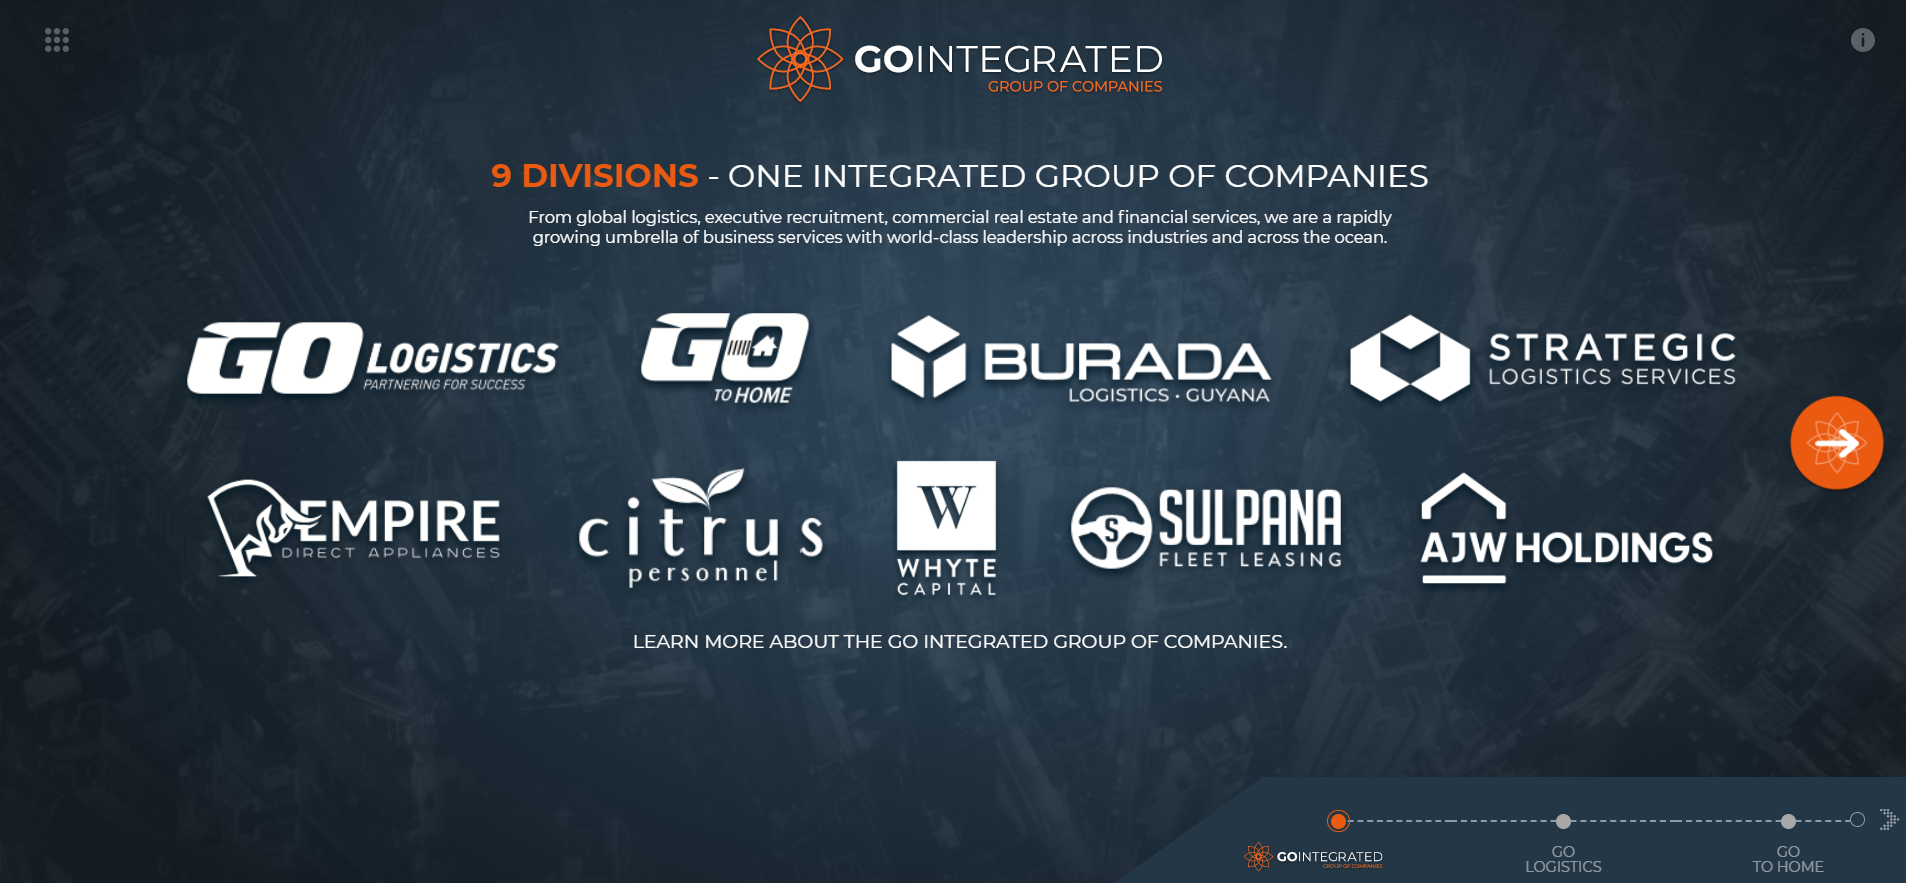 GOINTEGRATED
GROUP OF COMPANIES
9 DIVISIONS - ONE INTEGRATED GROUP OF COMPANIES
From global logistics, executive recruitment, commercial real estate and financial services, we are a rapidly
growing umbrella of business services with world-class leadership across industries and across the ocean.
GO LOGISTICS
PARTNERING FOR SUCCESS
GO
TO HOME
BURADA
LOGISTICS • GUYANA
STRATEGIC
LOGISTICS SERVICES
EMPIRE
DIRECT APPLIANCES
citrus
personnel
W
WHYTE
CAPITAL
S
SULPANA
FLEET LEASING
AJW HOLDINGS
LEARN MORE ABOUT THE GO INTEGRATED GROUP OF COMPANIES.
GOINTEGRATED
GROUP OF COMPANIES
GO
LOGISTICS
GO
TO HOME